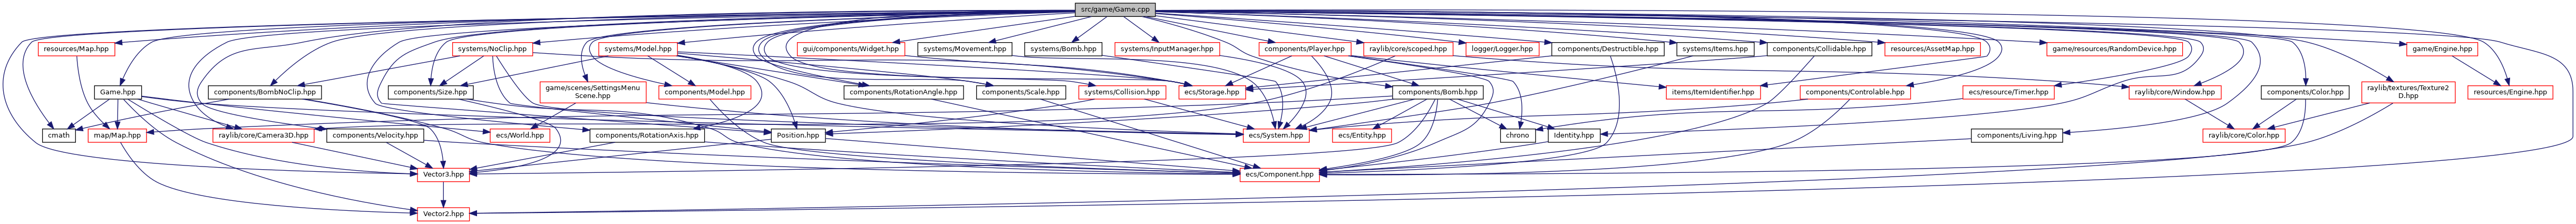 src/game/Game.cpp
resources/Map.hpp
systems/NoClip.hpp
systems/Model.hpp
gui/components/Widget.hpp
systems/Movement.hpp
systems/Bomb.hpp
systems/InputManager.hpp
components/Player.hpp
raylib/core/scoped.hpp
logger/Logger.hpp
components/Destructible.hpp
systems/Items.hpp
components/Collidable.hpp
resources/AssetMap.hpp
game/resources/RandomDevice.hpp
game/Engine.hpp
Game.hpp
components/BombNoClip.hpp
components/Size.hpp
game/scenes/SettingsMenu
Scene.hpp
components/Model.hpp
components/RotationAngle.hpp
components/Scale.hpp
systems/Collision.hpp
ecs/Storage.hpp
components/Bomb.hpp
items/ItemIdentifier.hpp
components/Controlable.hpp
ecs/resource/Timer.hpp
raylib/core/Window.hpp
components/Color.hpp
raylib/textures/Texture2
D.hpp
resources/Engine.hpp
cmath
map/Map.hpp
raylib/core/Camera3D.hpp
components/Velocity.hpp
ecs/World.hpp
components/RotationAxis.hpp
Position.hpp
ecs/System.hpp
ecs/Entity.hpp
chrono
Identity.hpp
components/Living.hpp
raylib/core/Color.hpp
Vector3.hpp
ecs/Component.hpp
Vector2.hpp